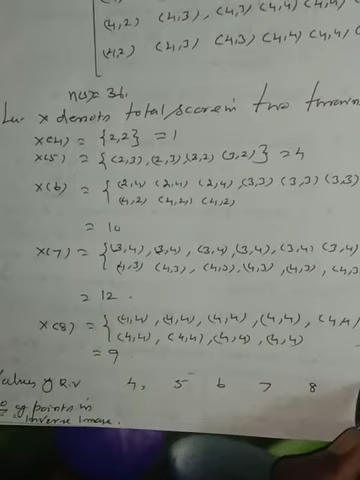 (4,2) (4,3), (4,3) (4,4) (4,4)
(4,2) (4,3) (4,3) (4,4) (4,4)
n(s)= 36.
Let X denots total score in two thrown
X(4) = {2,2} = 1
X(5) = {(2,3), (2,3) (3,2) (3,2)} = 4
X(6) = {(2,4) (2,4) (2,4) (3,3) (3,3) (3,3)
(4,2) (4,2) (4,2)
= 10
X(7) = {(3,4), (3,4), (3,4), (3,4), (3,4) (3,4)
(4,3) (4,3), (4,3), (4,3), (4,3), (4,3
= 12.
X(8) = {(4,4), (4,4), (4,4), (4,4), (4,4
(4,4), (4,4), (4,4), (4,4)
= 9
Values of R.V 4, 5 6 7 8
of points in
inverse image.